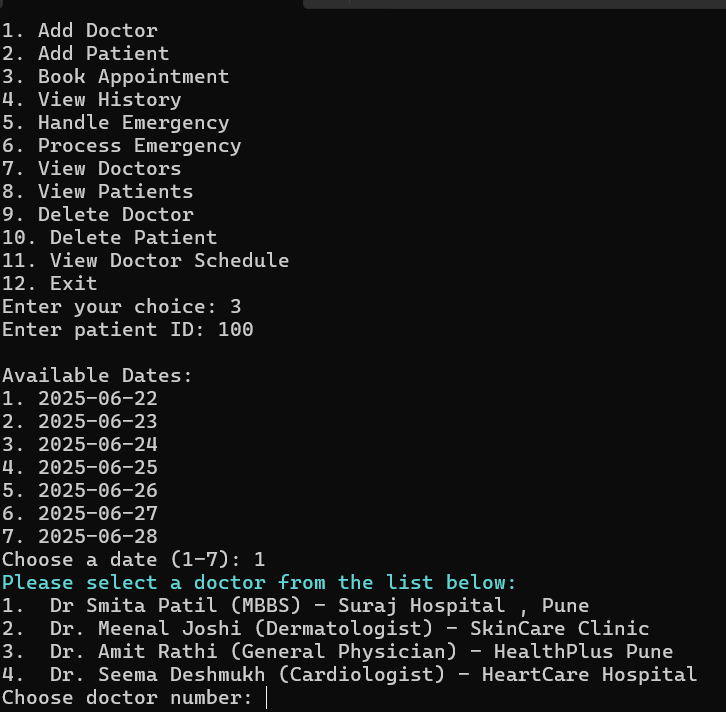 1. Add Doctor
2. Add Patient
3. Book Appointment
4. View History
5. Handle Emergency
6. Process Emergency
7. View Doctors
8. View Patients
9. Delete Doctor
10. Delete Patient
11. View Doctor Schedule
12. Exit
Enter your choice: 3
Enter patient ID: 100

Available Dates:
1. 2025-06-22
2. 2025-06-23
3. 2025-06-24
4. 2025-06-25
5. 2025-06-26
6. 2025-06-27
7. 2025-06-28
Choose a date (1-7): 1
Please select a doctor from the list below:
1.  Dr Smita Patil (MBBS) - Suraj Hospital , Pune
2.  Dr. Meenal Joshi (Dermatologist) - SkinCare Clinic
3.  Dr. Amit Rathi (General Physician) - HealthPlus Pune
4.  Dr. Seema Deshmukh (Cardiologist) - HeartCare Hospital
Choose doctor number: